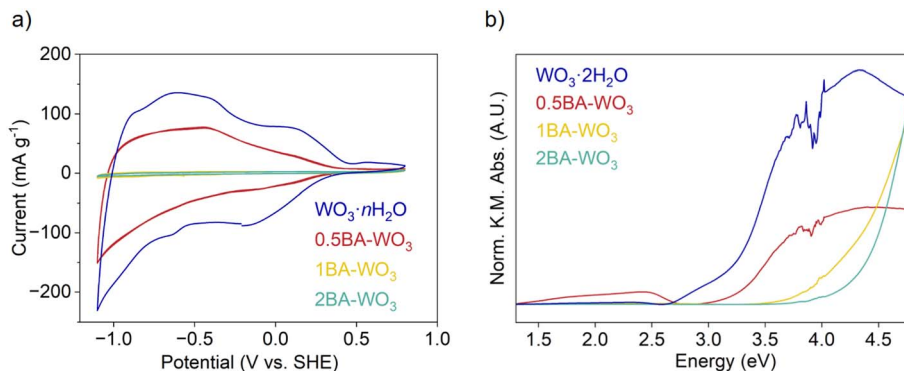 a)
200
100
0
−100
−200
Current (mA g⁻¹)
WO₃·nH₂O
0.5BA-WO₃
1BA-WO₃
2BA-WO₃
−1.0 −0.5 0.0 0.5 1.0
Potential (V vs. SHE)
b)
Norm. K.M. Abs. (A.U.)
WO₃·2H₂O
0.5BA-WO₃
1BA-WO₃
2BA-WO₃
1.5 2.0 2.5 3.0 3.5 4.0 4.5
Energy (eV)